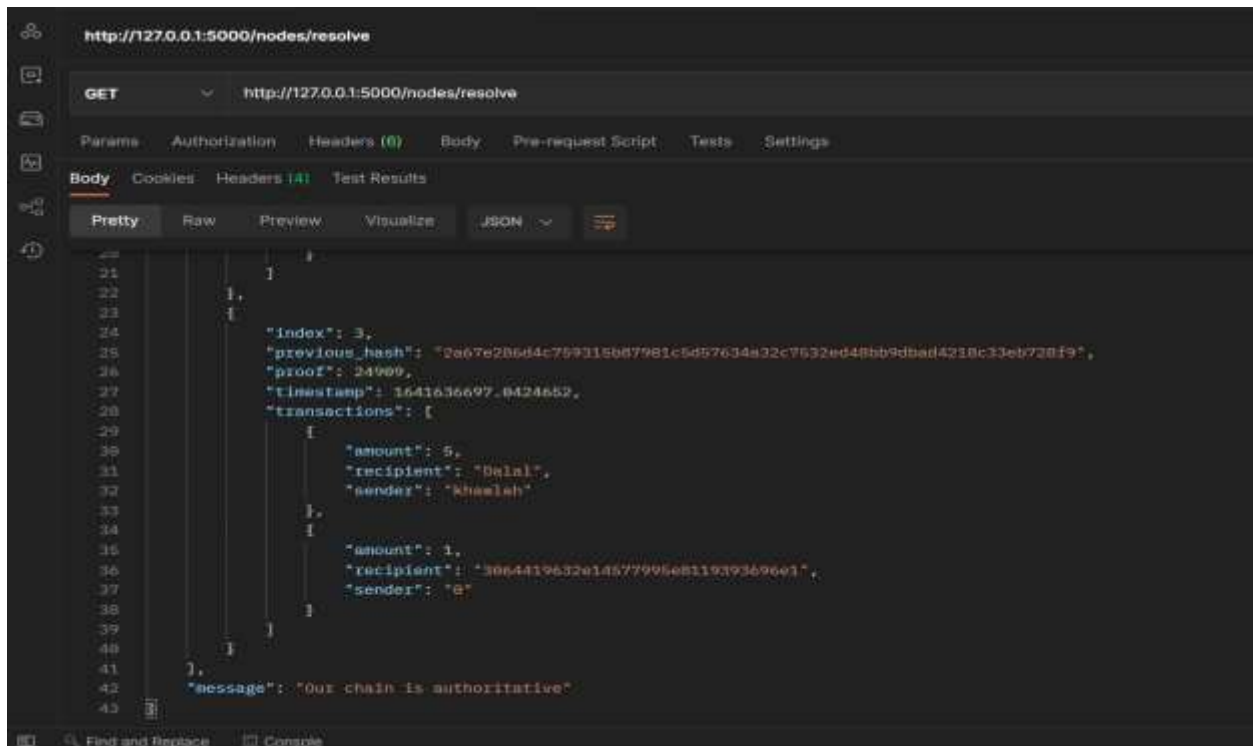 http://127.0.0.1:5000/nodes/resolve
GET http://127.0.0.1:5000/nodes/resolve
Params Authorization Headers (6) Body Pre-request Script Tests Settings
Body Cookies Headers (4) Test Results
Pretty Raw Preview Visualize JSON
20 }
21 ]
22 },
23 {
24 "index": 3,
25 "previous_hash":
26 "proof": 24909,
27 "timestamp": 1641636697.0424652,
28 "transactions": [
29 {
30 "amount": 5,
31 "recipient": "Dalal",
32 "sender": "khawlah"
33 },
34 {
35 "amount": 1,
36 "recipient":
37 "sender": "0"
38 }
39 ]
40 }
41 ],
42 "message": "Our chain is authoritative"
43 }
Find and Replace Console